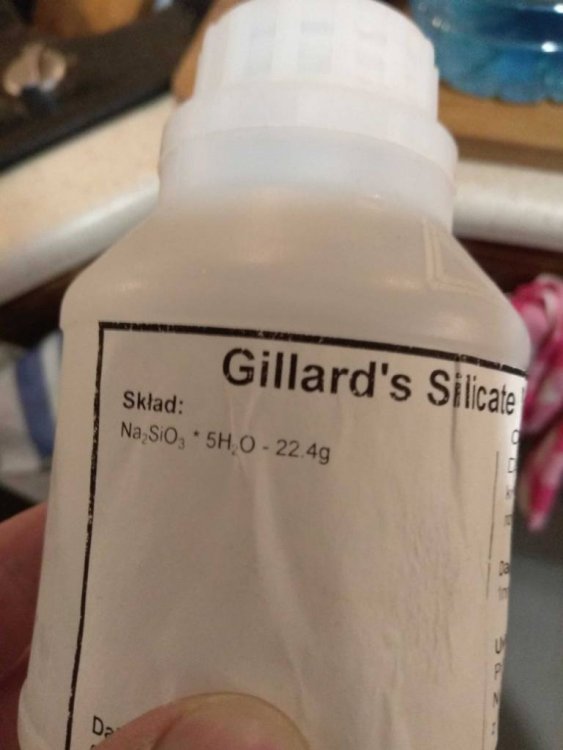 Gillard's Silicate
Skład:
Na₂SiO₃ * 5H₂O - 22.4g